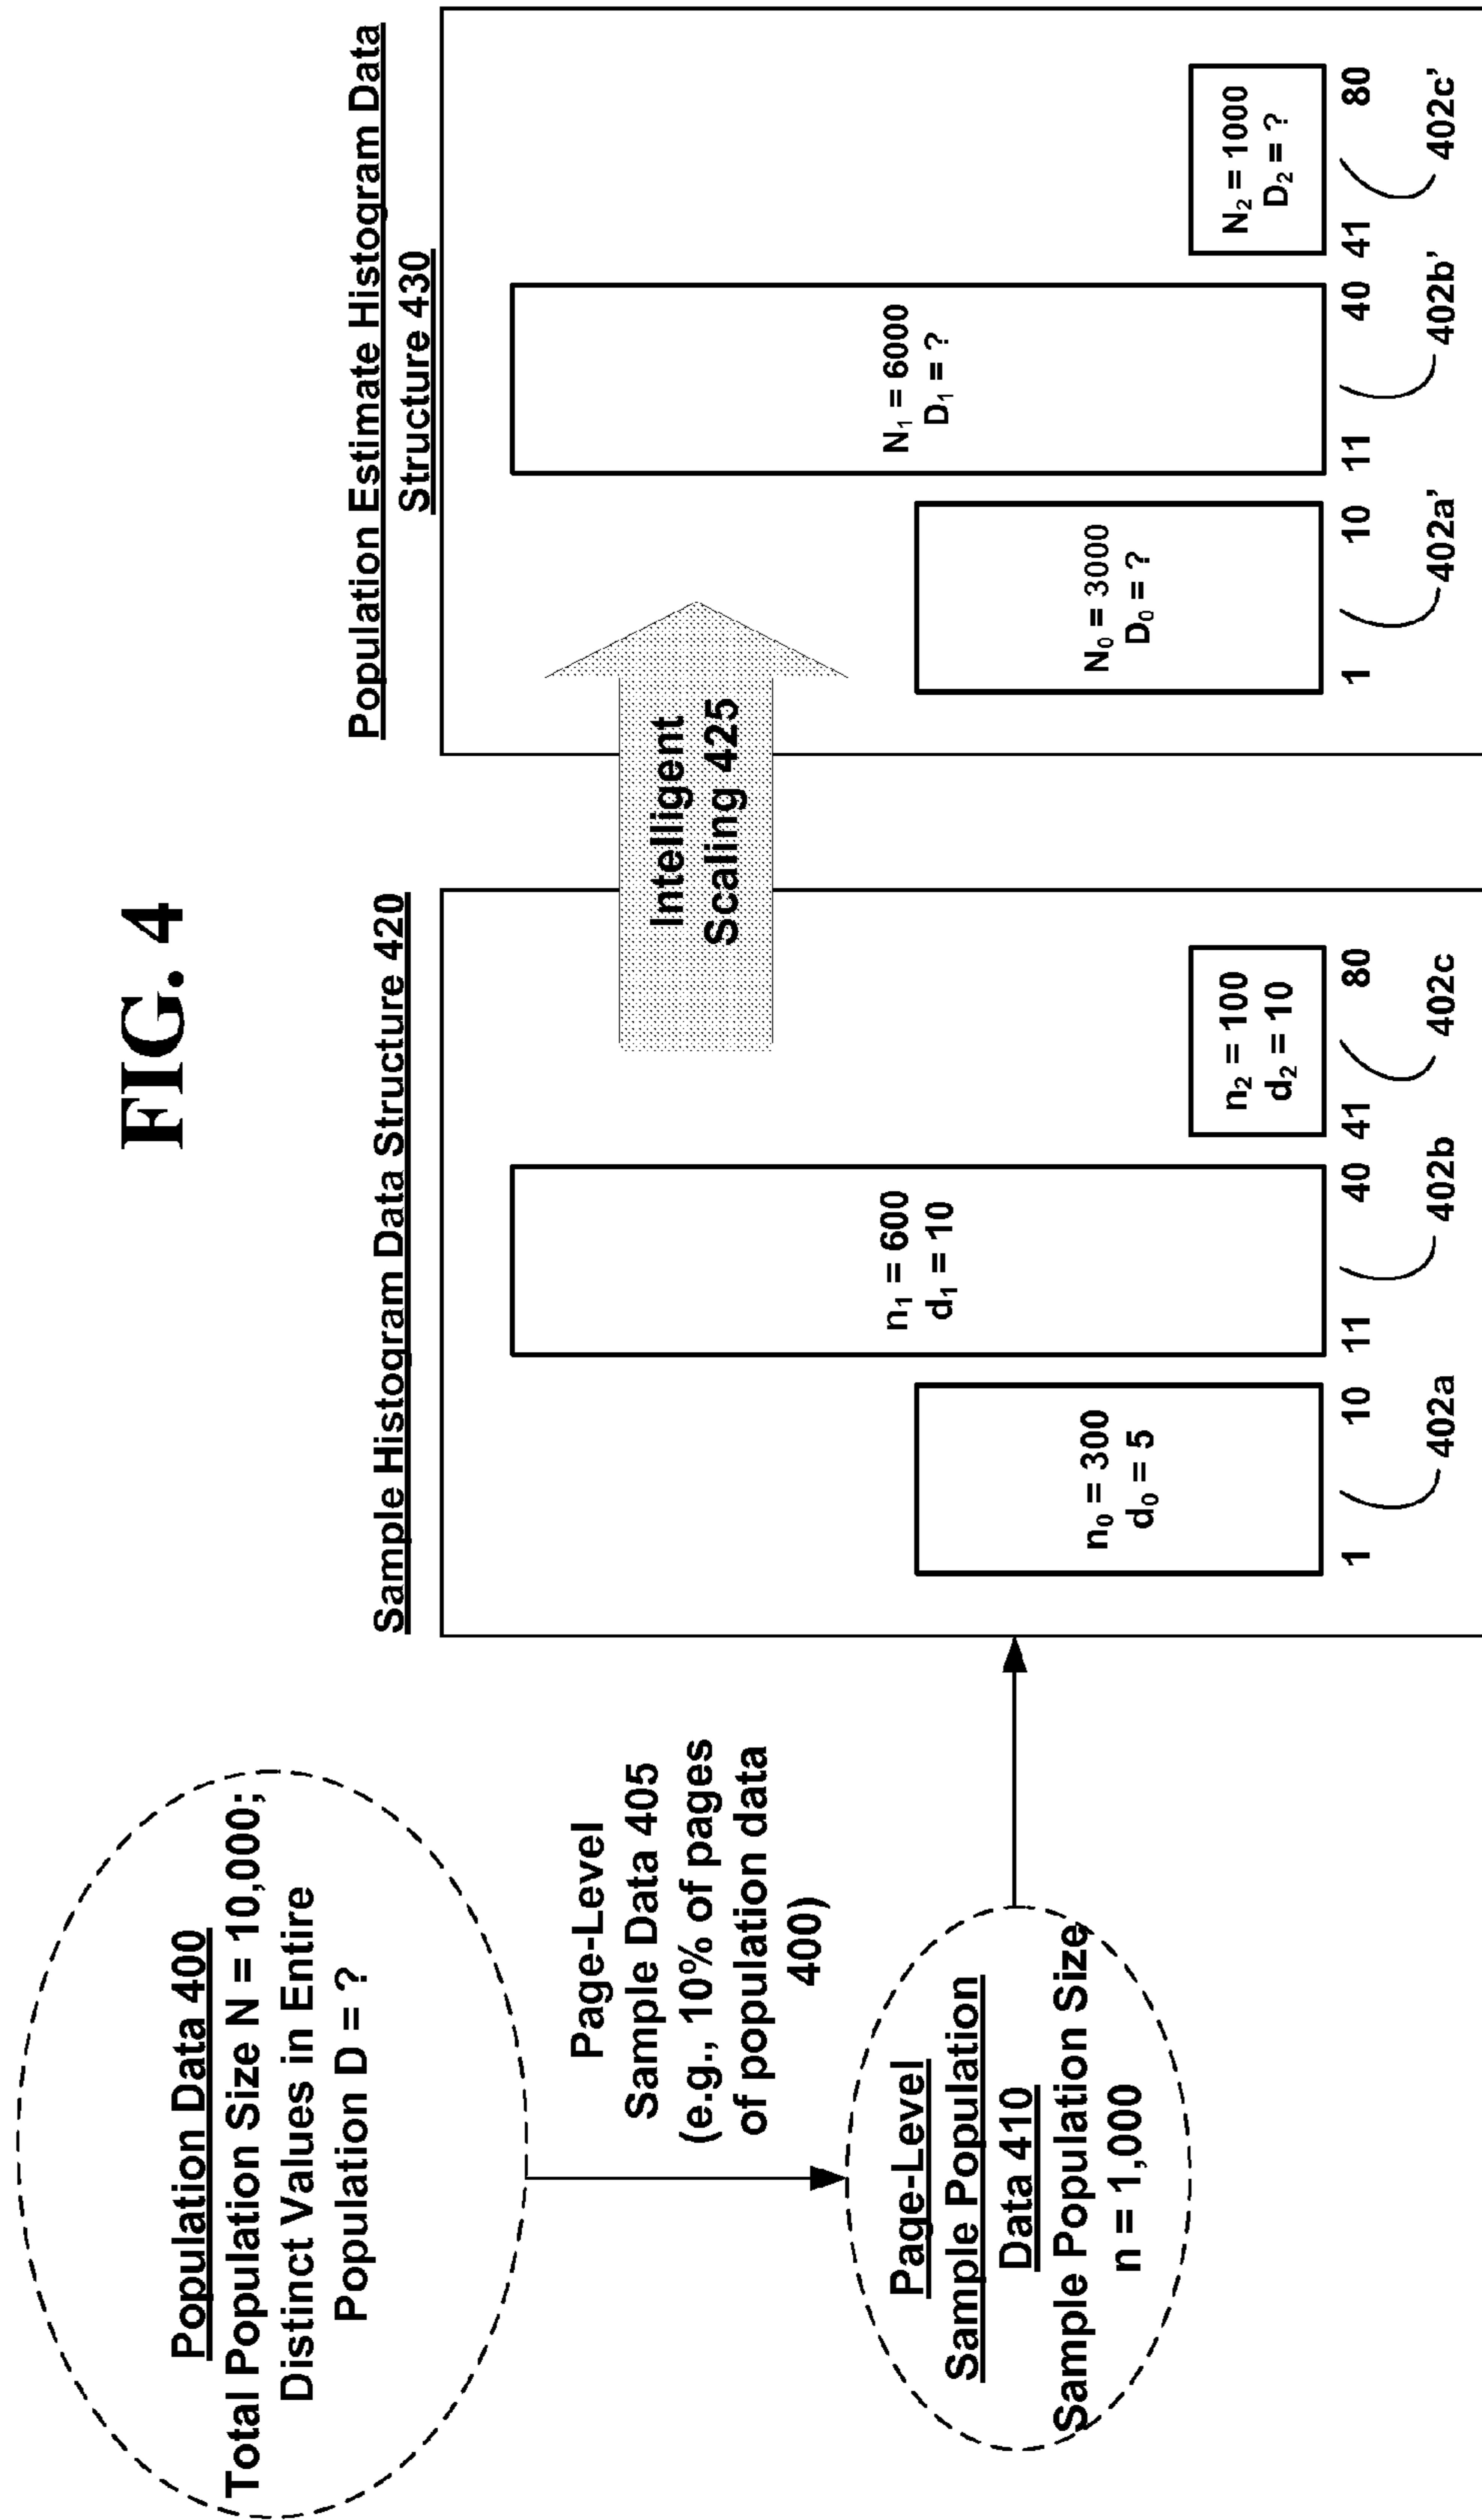 FIG. 4
Population Data 400
Total Population Size N = 10,000;
Distinct Values in Entire
Population D = ?
Page-Level
Sample Data 405
(e.g., 10% of pages
of population data
400)
Page-Level
Sample Population
Data 410
Sample Population Size
n = 1,000
Sample Histogram Data Structure 420
n₀ = 300
d₀ = 5
n₁ = 600
d₁ = 10
n₂ = 100
d₂ = 10
1 10 11 40 41 80
402a 402b 402c
Intelligent
Scaling 425
Population Estimate Histogram Data
Structure 430
N₀ = 3000
D₀ = ?
N₁ = 6000
D₁ = ?
N₂ = 1000
D₂ = ?
1 10 11 40 41 80
402a' 402b' 402c'